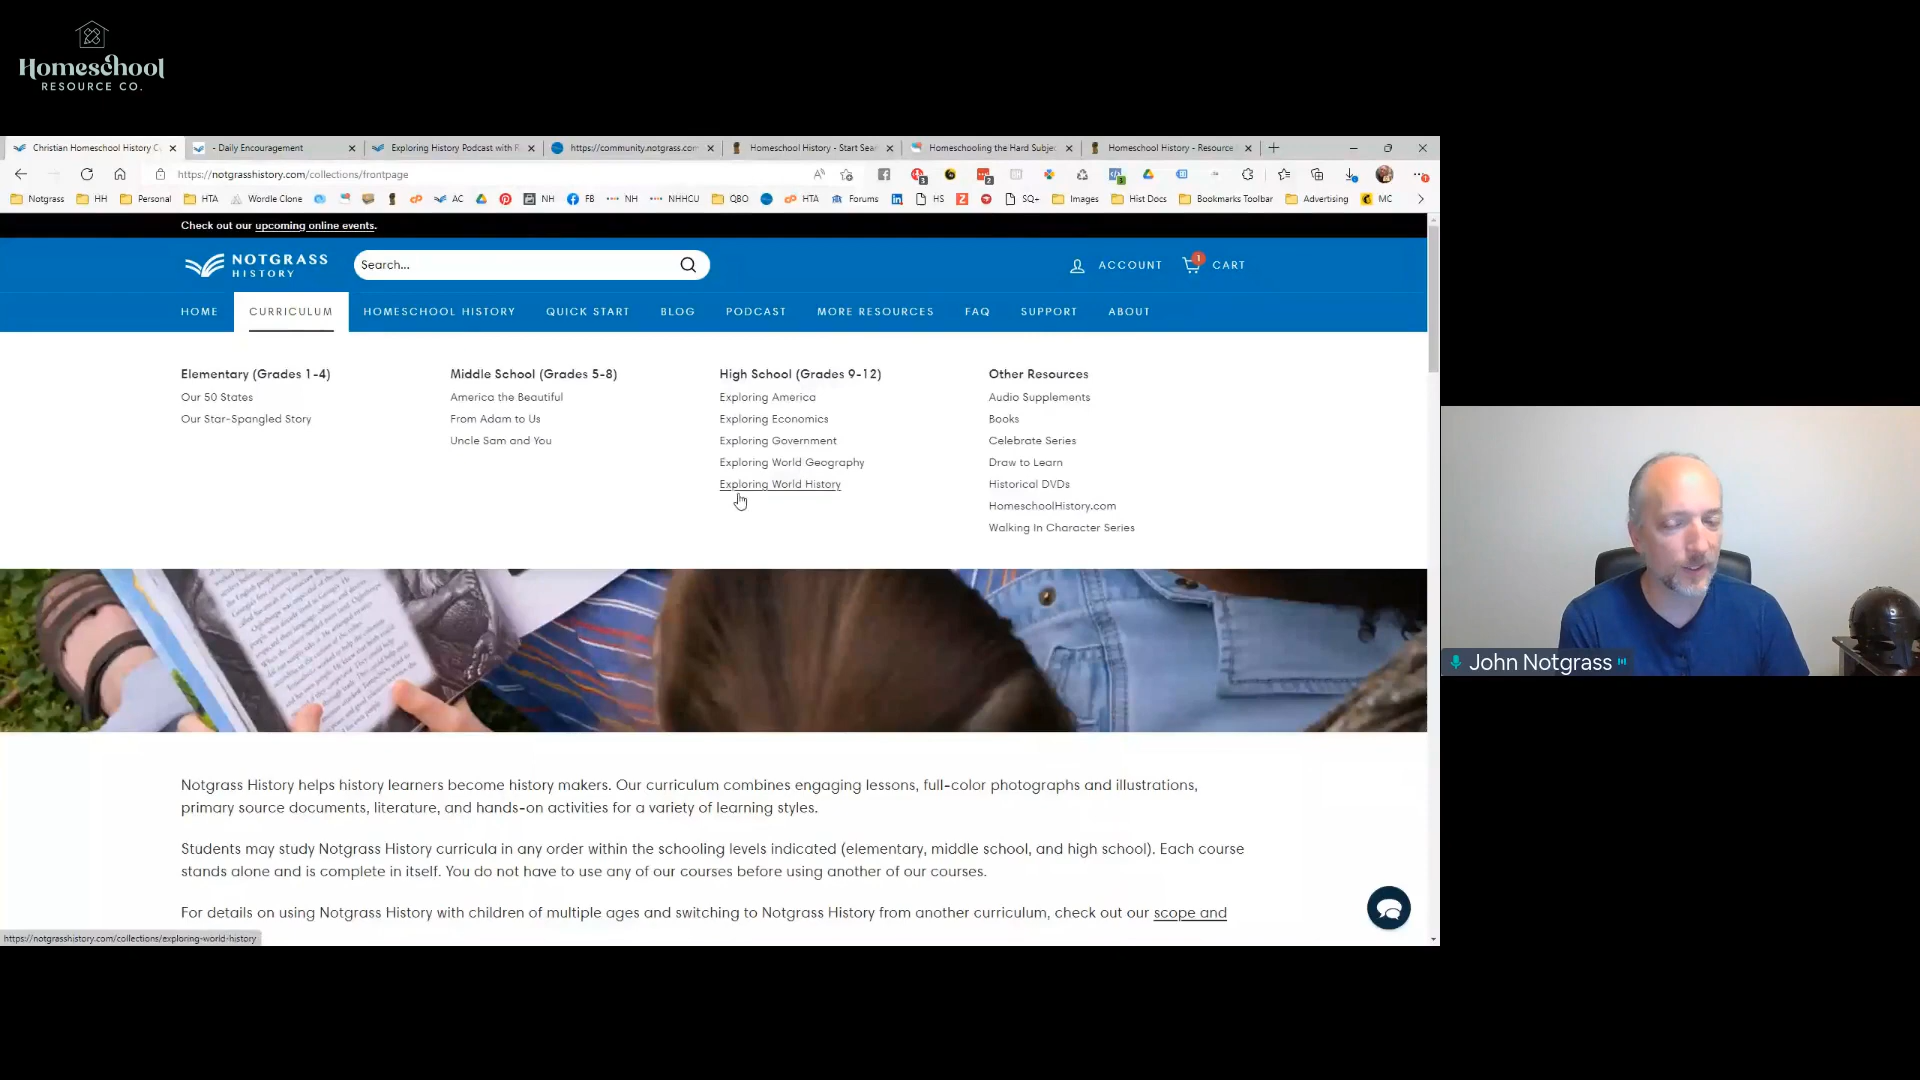 Homeschool
RESOURCE CO.
Christian Homeschool History C
- Daily Encouragement
Exploring History Podcast with R
https://community.notgrass.com
Homeschool History - Start Sea
Homeschooling the Hard Subje
Homeschool History - Resource
https://notgrasshistory.com/collections/frontpage
Notgrass HH Personal HTA Wordle Clone AC NH FB NH NHHCU QBO HTA Forums HS SQ+ Images Hist Docs Bookmarks Toolbar Advertising MC
Check out our upcoming online events.
NOTGRASS
HISTORY
Search...
ACCOUNT
1
CART
HOME CURRICULUM HOMESCHOOL HISTORY QUICK START BLOG PODCAST MORE RESOURCES FAQ SUPPORT ABOUT
Elementary (Grades 1-4)
Our 50 States
Our Star-Spangled Story
Middle School (Grades 5-8)
America the Beautiful
From Adam to Us
Uncle Sam and You
High School (Grades 9-12)
Exploring America
Exploring Economics
Exploring Government
Exploring World Geography
Exploring World History
Other Resources
Audio Supplements
Books
Celebrate Series
Draw to Learn
Historical DVDs
HomeschoolHistory.com
Walking In Character Series
Notgrass History helps history learners become history makers. Our curriculum combines engaging lessons, full-color photographs and illustrations,
primary source documents, literature, and hands-on activities for a variety of learning styles.
Students may study Notgrass History curricula in any order within the schooling levels indicated (elementary, middle school, and high school). Each course
stands alone and is complete in itself. You do not have to use any of our courses before using another of our courses.
For details on using Notgrass History with children of multiple ages and switching to Notgrass History from another curriculum, check out our scope and
https://notgrasshistory.com/collections/exploring-world-history
John Notgrass